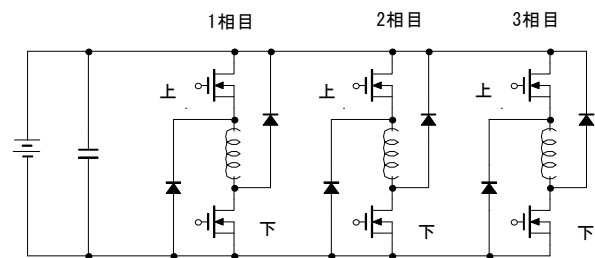 1相目 2相目 3相目
上 上 上
下 下 下